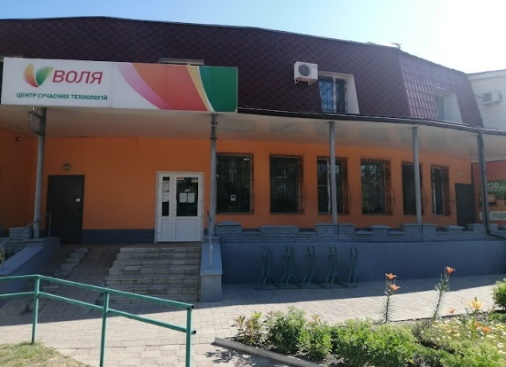 ВОЛЯ
ЦЕНТР СУЧАСНИХ ТЕХНОЛОГІЙ